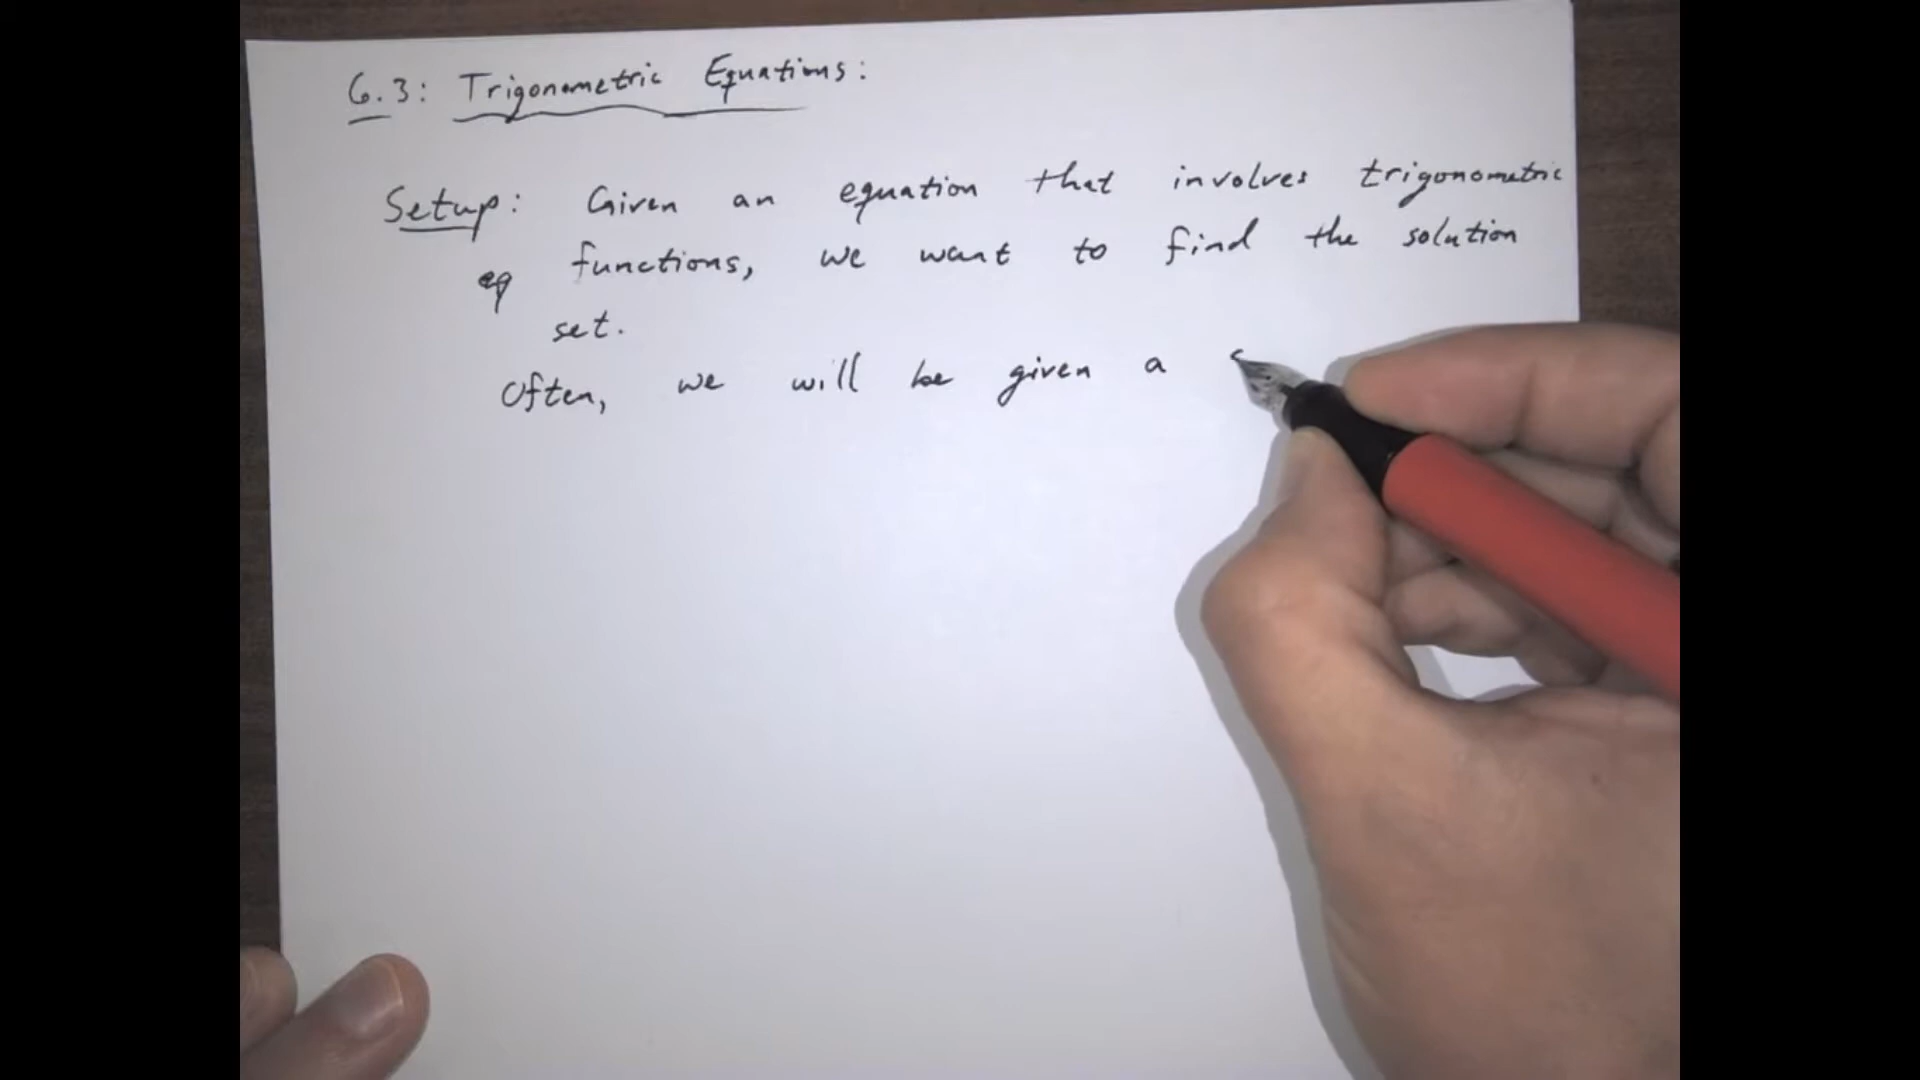 6.3: Trigonometric Equations:
Setup: Given an equation that involves trigonometric
eq functions, we want to find the solution
set.
Often, we will be given a